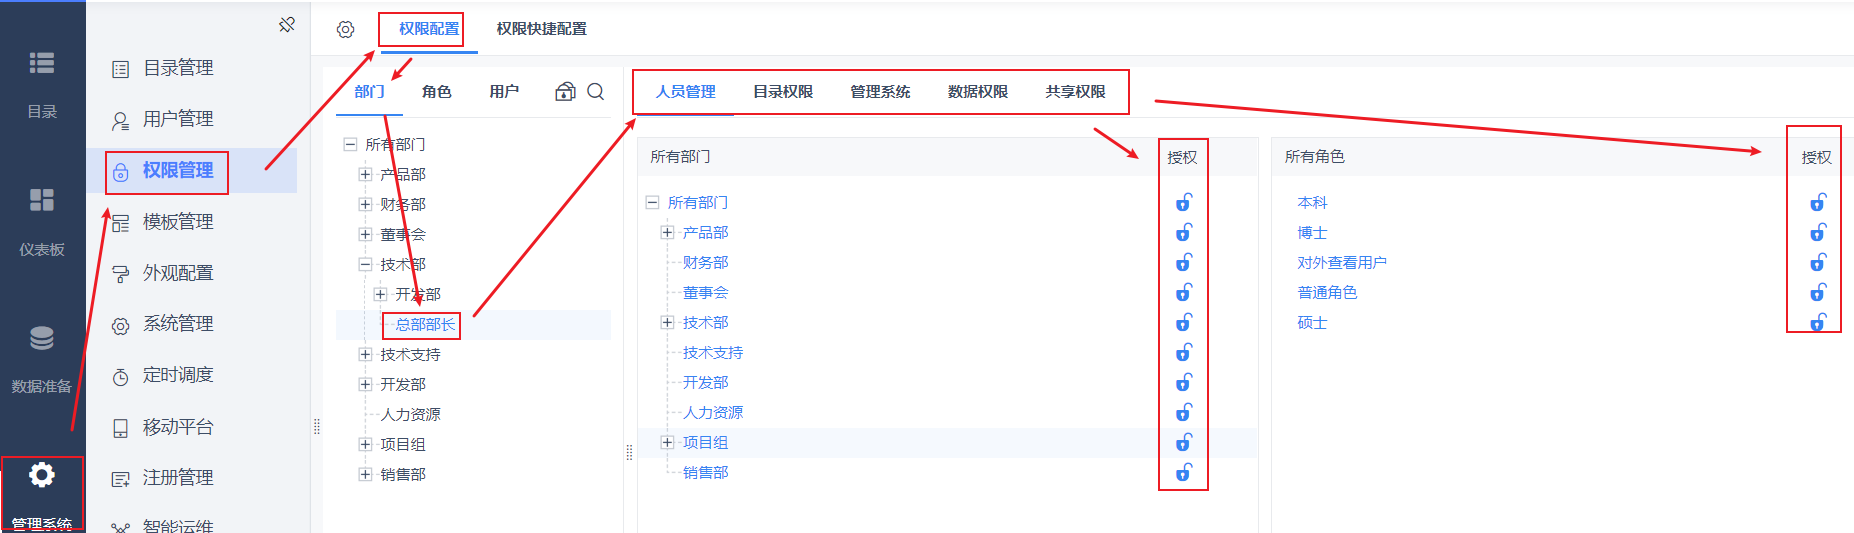 目录
仪表板
数据准备
管理系统
目录管理
用户管理
权限管理
模板管理
外观配置
系统管理
定时调度
移动平台
注册管理
智能运维
权限配置 权限快捷配置
部门 角色 用户
所有部门
产品部
财务部
董事会
技术部
开发部
总部部长
技术支持
开发部
人力资源
项目组
销售部
人员管理 目录权限 管理系统 数据权限 共享权限
所有部门 授权
所有部门
产品部
财务部
董事会
技术部
技术支持
开发部
人力资源
项目组
销售部
所有角色 授权
本科
博士
对外查看用户
普通角色
硕士